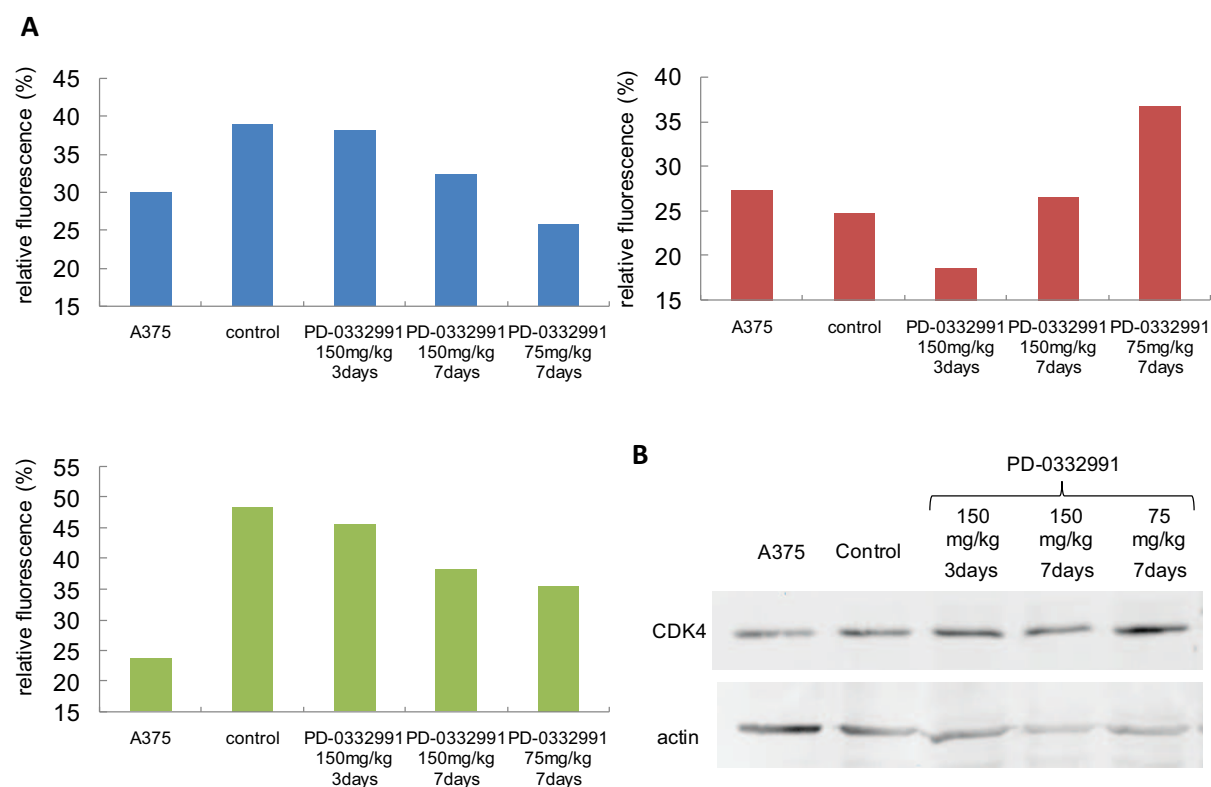 A
relative fluorescence (%)
45
40
35
30
25
20
15
A375
control
PD-0332991
150mg/kg
3days
PD-0332991
150mg/kg
7days
PD-0332991
75mg/kg
7days
relative fluorescence (%)
40
35
30
25
20
15
A375
control
PD-0332991
150mg/kg
3days
PD-0332991
150mg/kg
7days
PD-0332991
75mg/kg
7days
relative fluorescence (%)
55
50
45
40
35
30
25
20
15
A375
control
PD-0332991
150mg/kg
3days
PD-0332991
150mg/kg
7days
PD-0332991
75mg/kg
7days
B
PD-0332991
A375
Control
150
mg/kg
3days
150
mg/kg
7days
75
mg/kg
7days
CDK4
actin